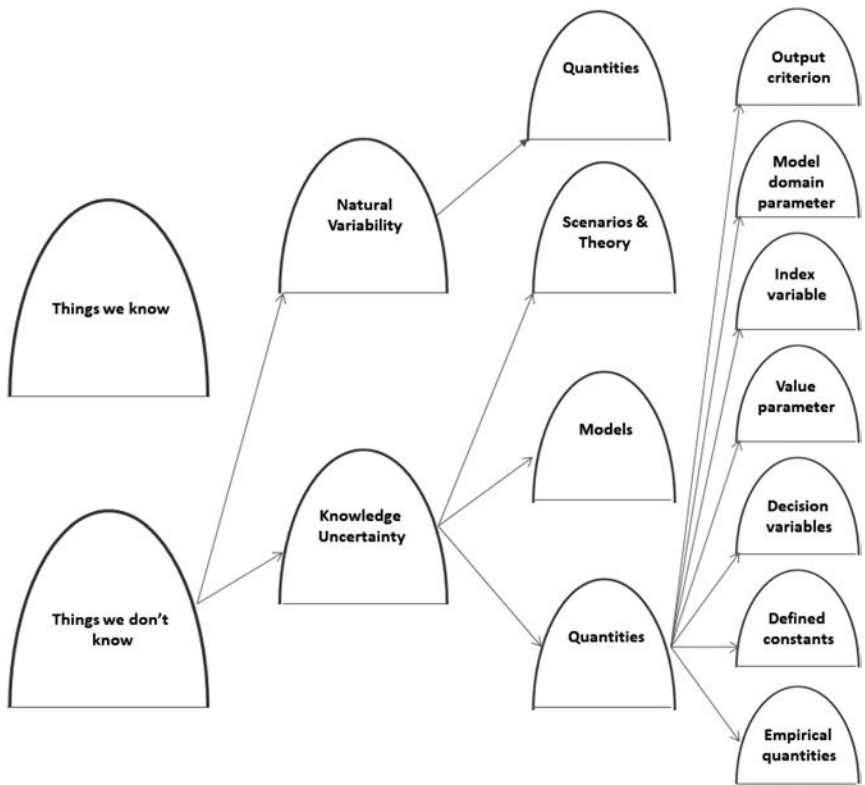 Things we know
Things we don’t
know
Natural
Variability
Knowledge
Uncertainty
Quantities
Scenarios &
Theory
Models
Quantities
Output
criterion
Model
domain
parameter
Index
variable
Value
parameter
Decision
variables
Defined
constants
Empirical
quantities